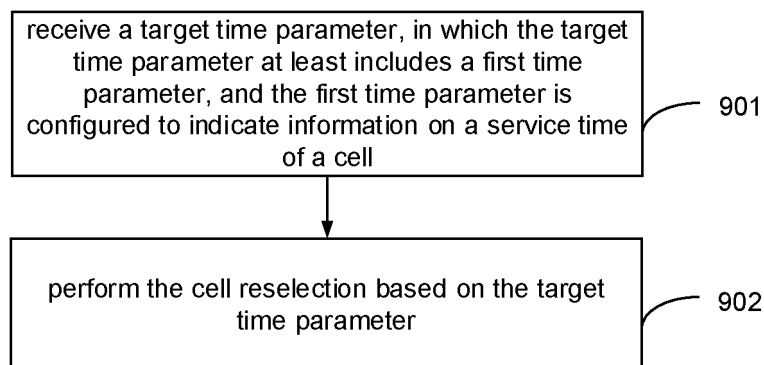 receive a target time parameter, in which the target
time parameter at least includes a first time
parameter, and the first time parameter is
configured to indicate information on a service time
of a cell
901
perform the cell reselection based on the target
time parameter
902